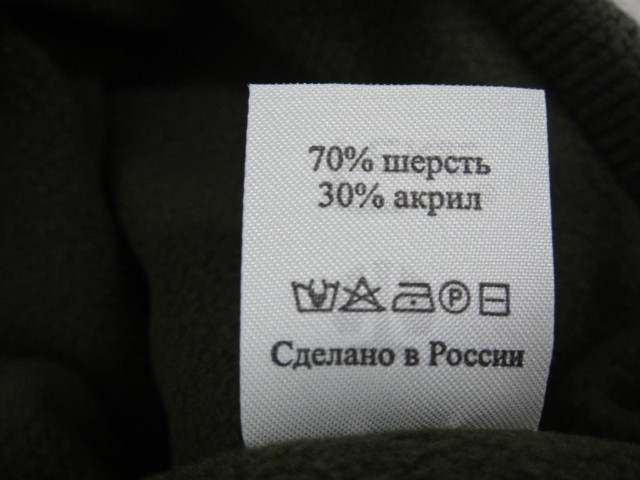 70% шерсть
30% акрил
P
Сделано в России